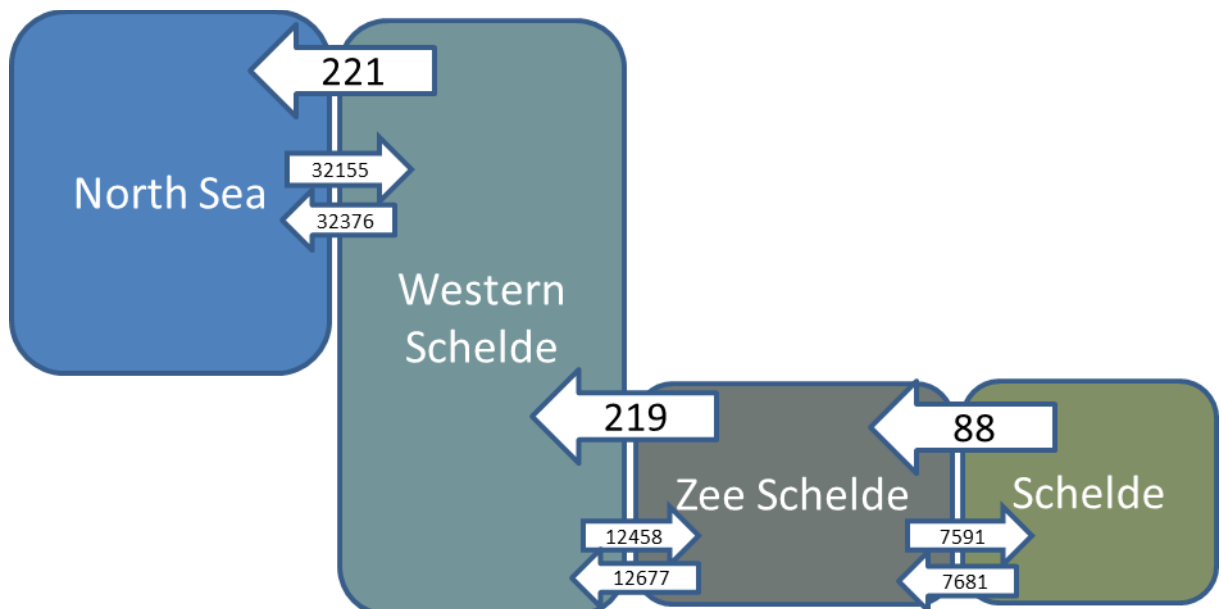 221
32155
North Sea
32376
Western
Schelde
219
88
Zee Schelde
Schelde
12458
7591
12677
7681